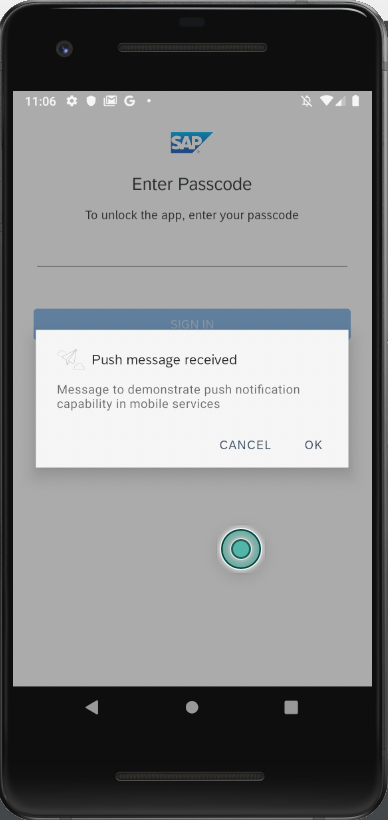 11:06
SAP
Enter Passcode
To unlock the app, enter your passcode
SIGN IN
Push message received
Message to demonstrate push notification
capability in mobile services
CANCEL OK